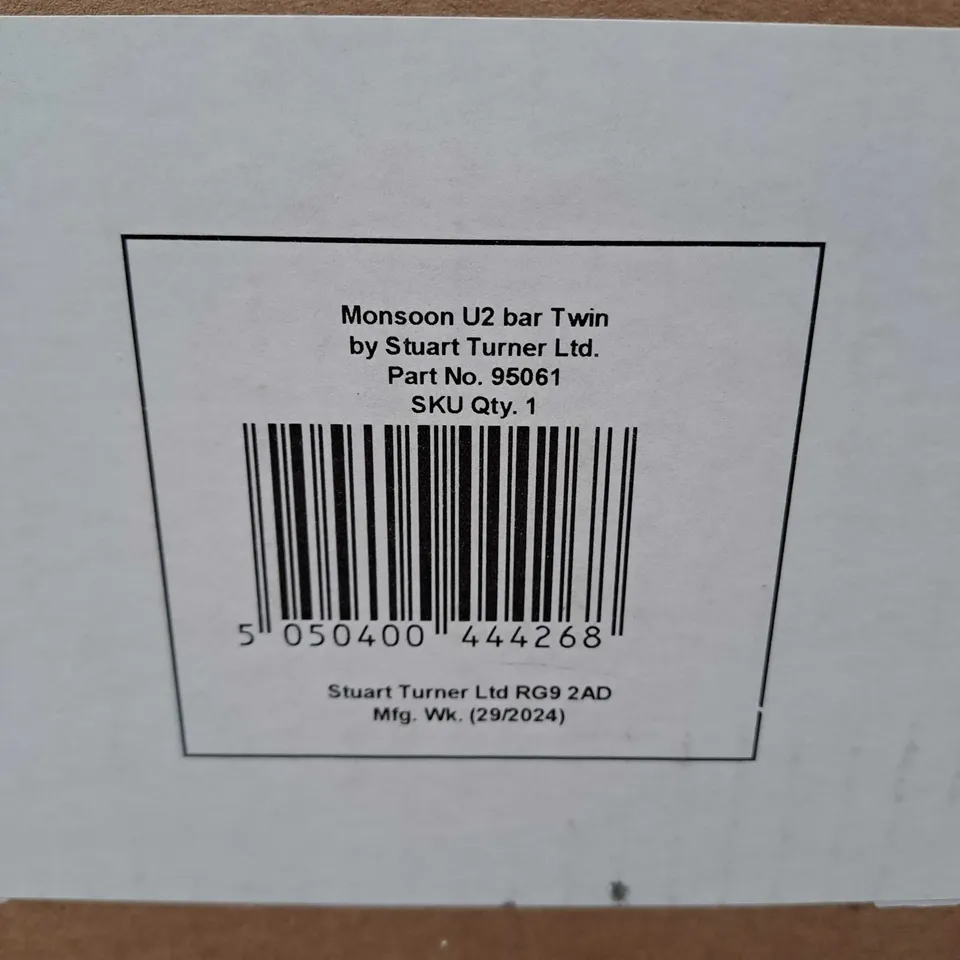 Monsoon U2 bar Twin
by Stuart Turner Ltd.
Part No. 95061
SKU Qty. 1
5 050400 444268
Stuart Turner Ltd RG9 2AD
Mfg. Wk. (29/2024)